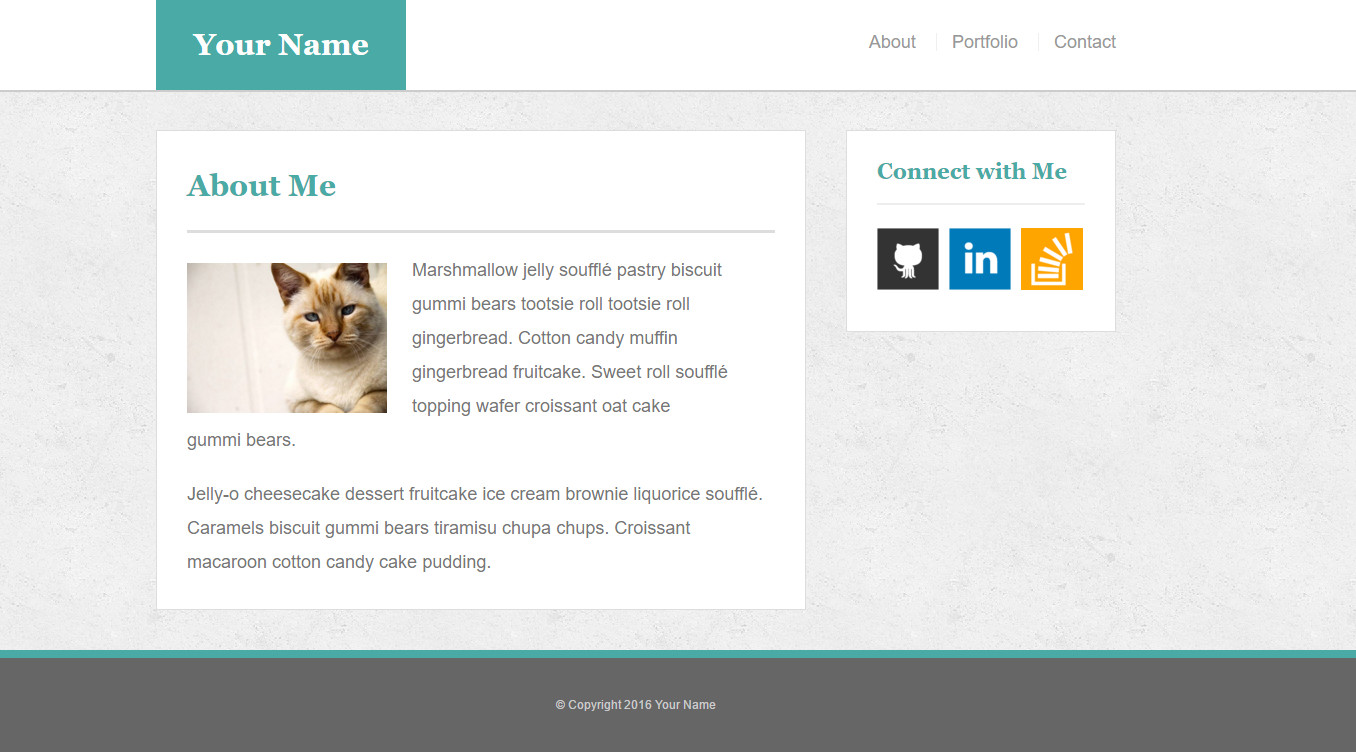 Your Name
About
Portfolio
Contact
About Me
Marshmallow jelly soufflé pastry biscuit
gummi bears tootsie roll tootsie roll
gingerbread. Cotton candy muffin
gingerbread fruitcake. Sweet roll soufflé
topping wafer croissant oat cake
gummi bears.
Jelly-o cheesecake dessert fruitcake ice cream brownie liquorice soufflé.
Caramels biscuit gummi bears tiramisu chupa chups. Croissant
macaroon cotton candy cake pudding.
Connect with Me
in
© Copyright 2016 Your Name